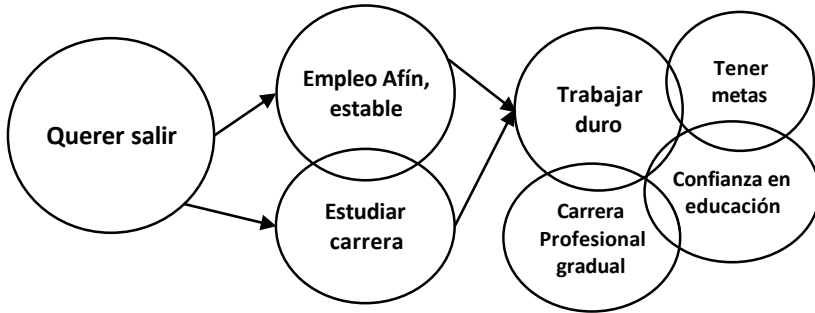 Querer salir
Empleo Afín,
estable
Estudiar
carrera
Trabajar
duro
Tener
metas
Confianza en
educación
Carrera
Profesional
gradual